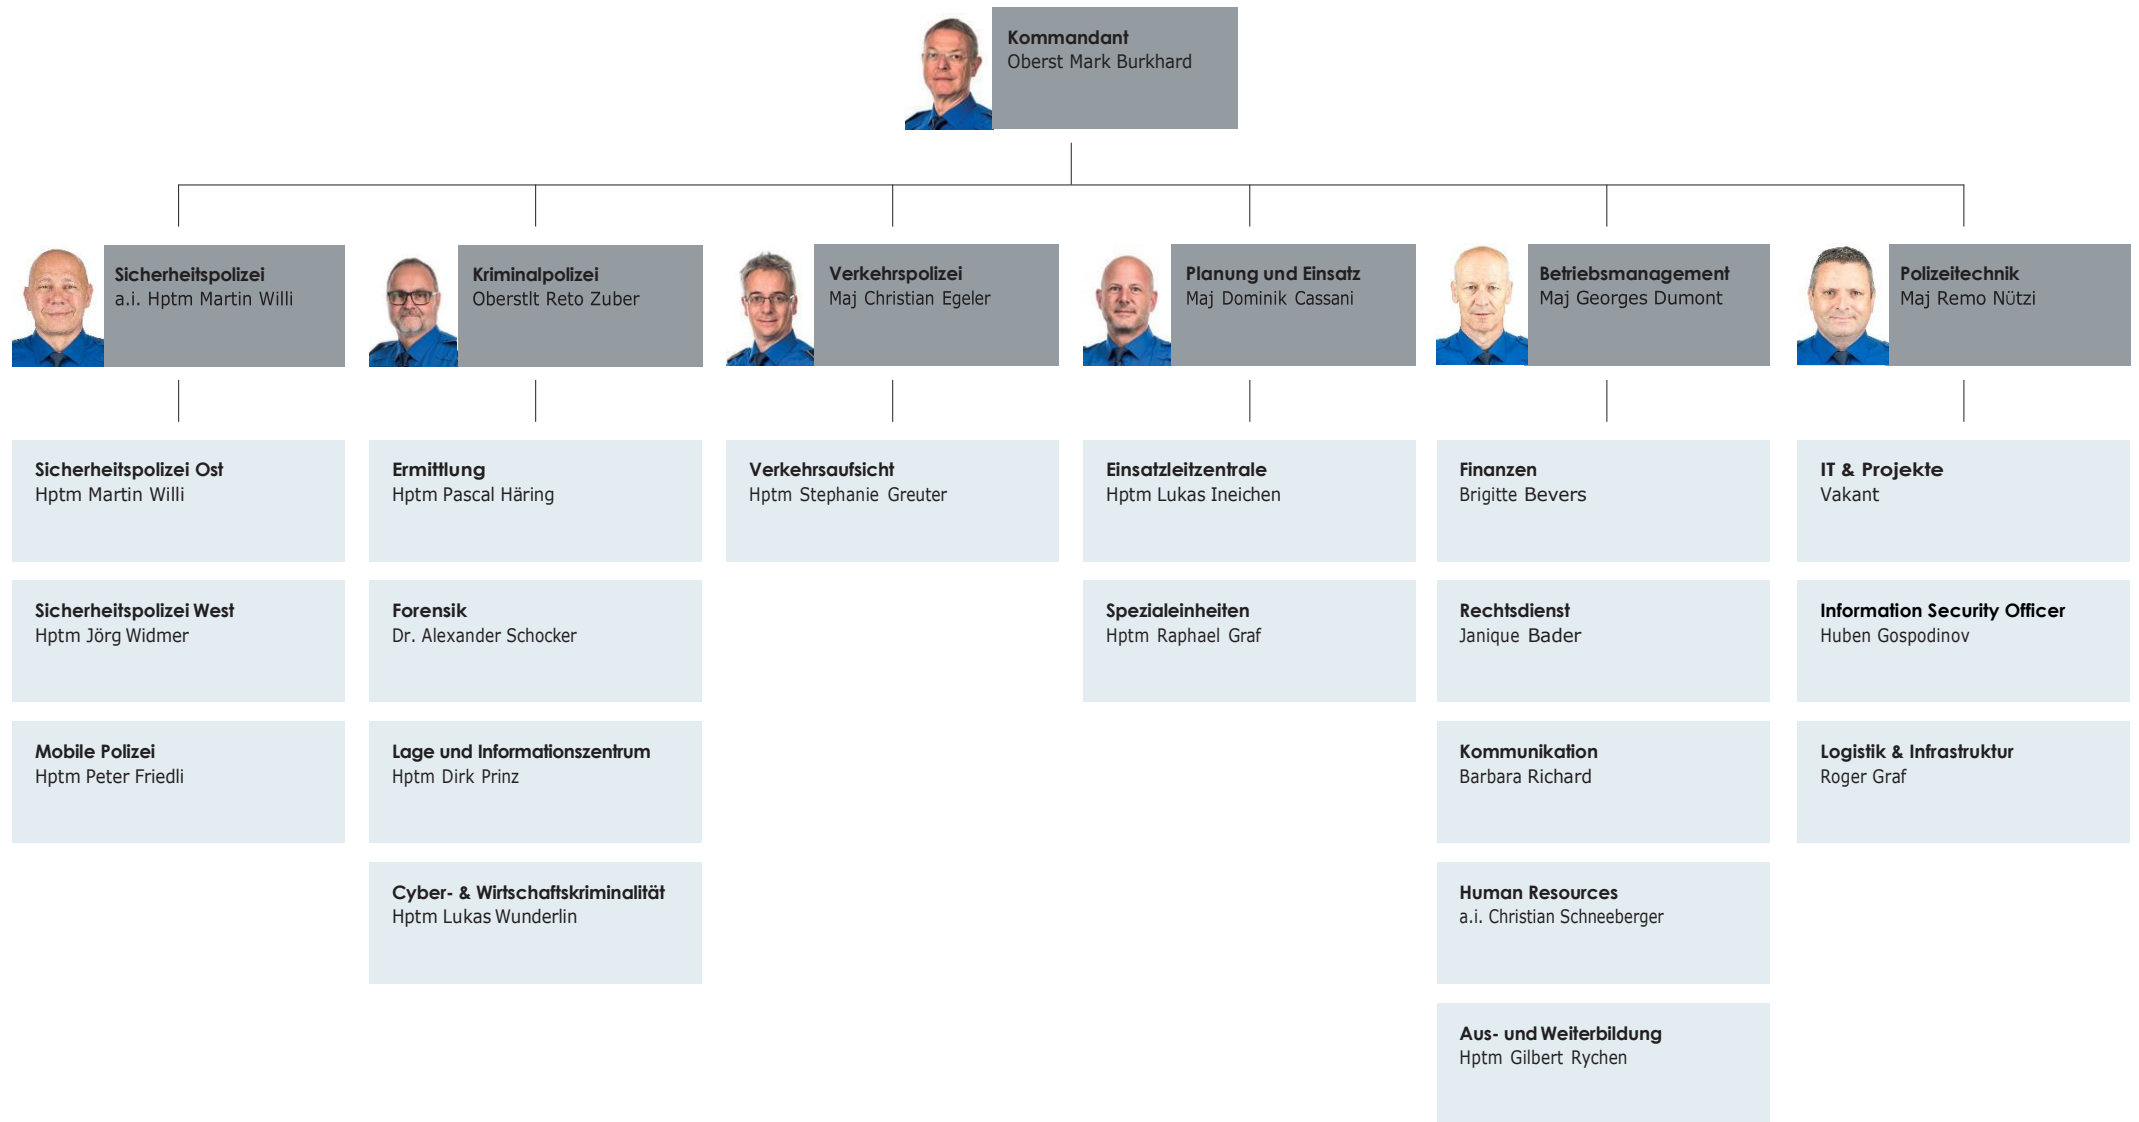 Kommandant
Oberst Mark Burkhard
Sicherheitspolizei
a.i. Hptm Martin Willi
Kriminalpolizei
Oberstlt Reto Zuber
Verkehrspolizei
Maj Christian Egeler
Planung und Einsatz
Maj Dominik Cassani
Betriebsmanagement
Maj Georges Dumont
Polizeitechnik
Maj Remo Nützi
Sicherheitspolizei Ost
Hptm Martin Willi
Ermittlung
Hptm Pascal Häring
Verkehrsaufsicht
Hptm Stephanie Greuter
Einsatzleitzentrale
Hptm Lukas Ineichen
Finanzen
Brigitte Bevers
IT & Projekte
Vakant
Sicherheitspolizei West
Hptm Jörg Widmer
Forensik
Dr. Alexander Schocker
Spezialeinheiten
Hptm Raphael Graf
Rechtsdienst
Janique Bader
Information Security Officer
Huben Gospodinov
Mobile Polizei
Hptm Peter Friedli
Lage und Informationszentrum
Hptm Dirk Prinz
Kommunikation
Barbara Richard
Logistik & Infrastruktur
Roger Graf
Cyber- & Wirtschaftskriminalität
Hptm Lukas Wunderlin
Human Resources
a.i. Christian Schneeberger
Aus- und Weiterbildung
Hptm Gilbert Rychen